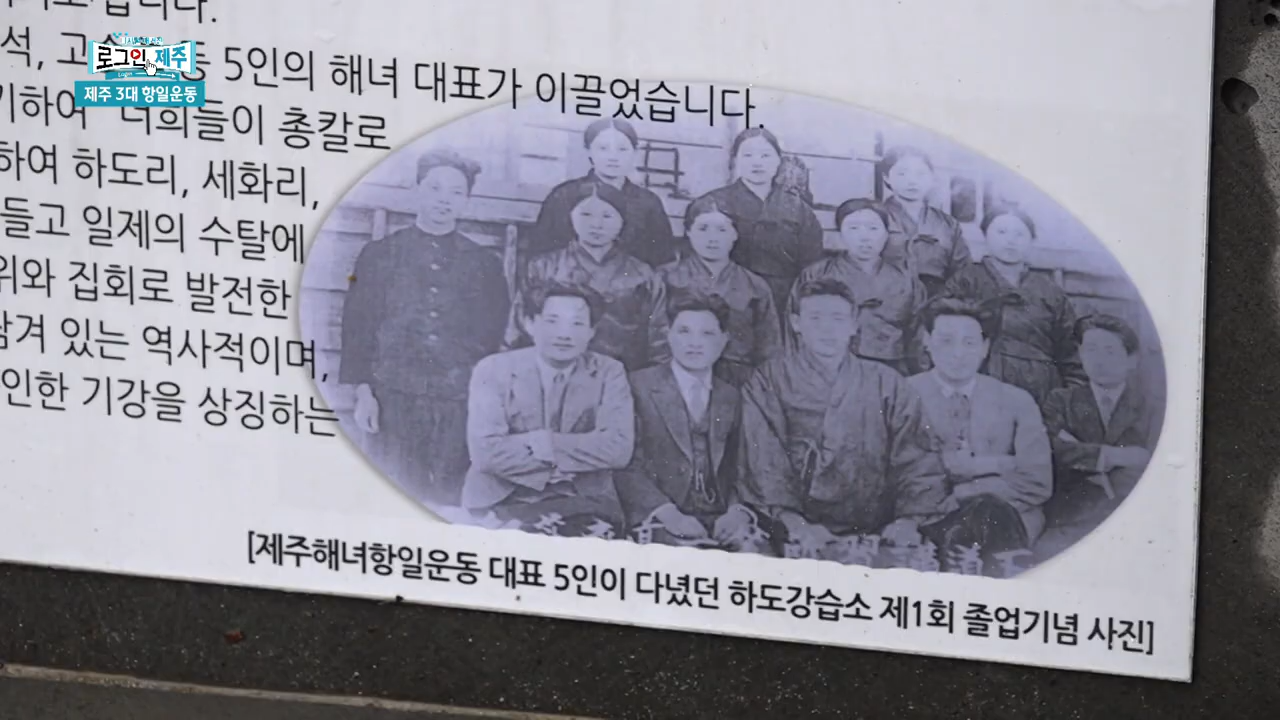 로그인 제주
제주 3대 항일운동
석, 고 5인의 해녀 대표가 이끌었습니다.
기하여 "너희들이 총칼로
하여 하도리, 세화리,
들고 일제의 수탈에
위와 집회로 발전한
담겨 있는 역사적이며,
인한 기강을 상징하는
[제주해녀항일운동 대표 5인이 다녔던 하도강습소 제1회 졸업기념 사진]